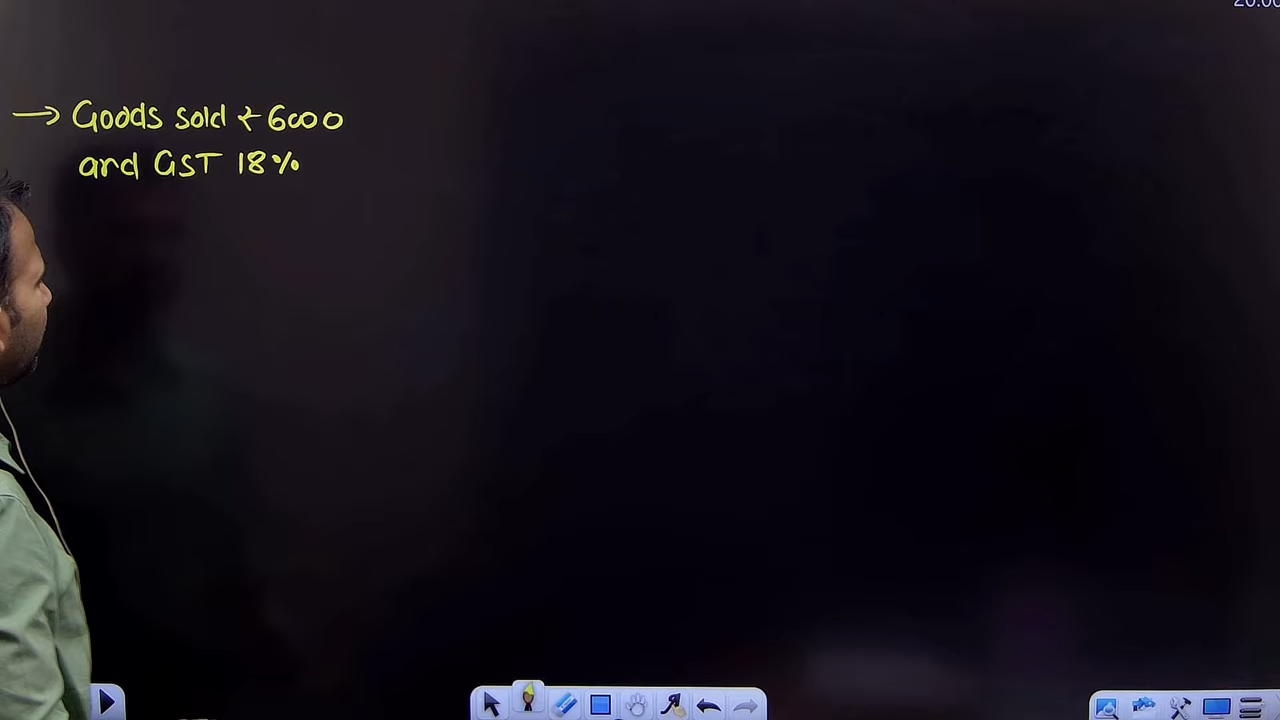 → Goods sold ₹ 6000
and GST 18%